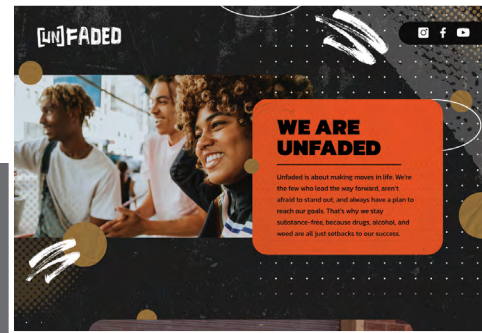 [UN]FADED
WE ARE
UNFADED
Unfaded is about making moves in life. We're
the few who lead the way forward, aren't
afraid to stand out, and always have a plan to
reach our goals. That's why we stay
substance-free, because drugs, alcohol, and
weed are all just setbacks to our success.